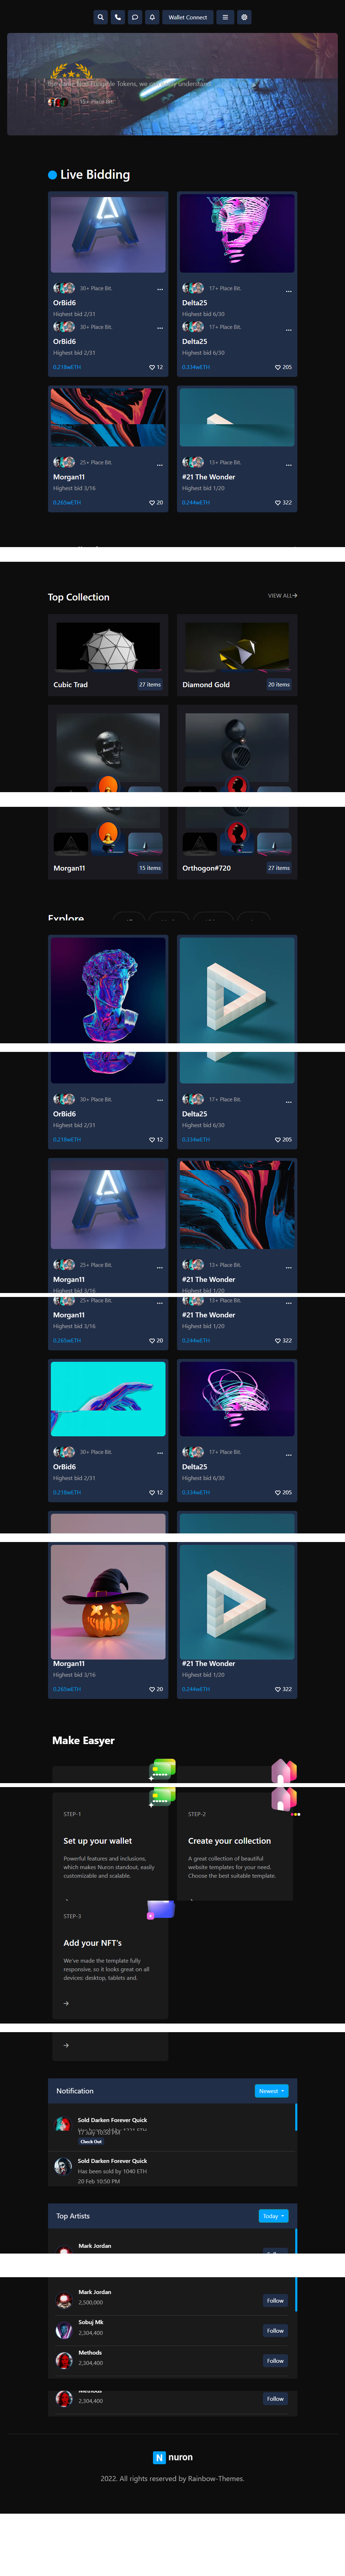 Wallet Connect
15+ Place Bit.
Live Bidding
30+ Place Bit.
17+ Place Bit.
OrBid6
Delta25
Highest bid 2/31
Highest bid 6/30
30+ Place Bit.
17+ Place Bit.
OrBid6
Delta25
Highest bid 2/31
Highest bid 6/30
0.218wETH
12
0.334wETH
205
25+ Place Bit.
13+ Place Bit.
Morgan11
#21 The Wonder
Highest bid 3/16
Highest bid 1/20
0.265wETH
20
0.244wETH
322
Top Collection
VIEW ALL
Cubic Trad
27 items
Diamond Gold
20 items
Morgan11
15 items
Orthogon#720
27 items
Explore
30+ Place Bit.
17+ Place Bit.
OrBid6
Delta25
Highest bid 2/31
Highest bid 6/30
0.218wETH
12
0.334wETH
205
25+ Place Bit.
13+ Place Bit.
Morgan11
#21 The Wonder
Highest bid 3/16
Highest bid 1/20
25+ Place Bit.
13+ Place Bit.
Morgan11
#21 The Wonder
Highest bid 3/16
Highest bid 1/20
0.265wETH
20
0.244wETH
322
30+ Place Bit.
17+ Place Bit.
OrBid6
Delta25
Highest bid 2/31
Highest bid 6/30
0.218wETH
12
0.334wETH
205
Morgan11
#21 The Wonder
Highest bid 3/16
Highest bid 1/20
0.265wETH
20
0.244wETH
322
Make Easyer
STEP-1
STEP-2
Set up your wallet
Create your collection
Powerful features and inclusions,
which makes Nuron standout, easily
customizable and scalable.
A great collection of beautiful
website templates for your need.
Choose the best suitable template.
STEP-3
Add your NFT's
We've made the template fully
responsive, so it looks great on all
devices: desktop, tablets and.
Notification
Newest
Sold Darken Forever Quick
17 July 10:50 PM
Check Out
Sold Darken Forever Quick
Has been sold by 1040 ETH
20 Feb 10:50 PM
Top Artists
Today
Mark Jordan
Mark Jordan
2,500,000
Follow
Sobuj Mk
2,304,400
Follow
Methods
2,304,400
Follow
Methods
2,304,400
Follow
N nuron
2022. All rights reserved by Rainbow-Themes.